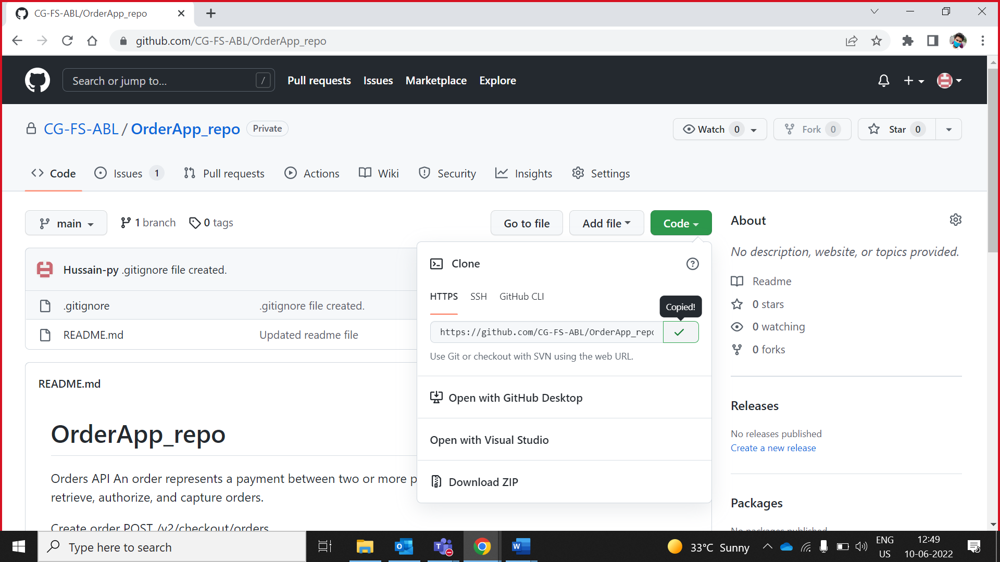 CG-FS-ABL/OrderApp_repo
github.com/CG-FS-ABL/OrderApp_repo
Search or jump to... / Pull requests Issues Marketplace Explore
CG-FS-ABL / OrderApp_repo Private
Watch 0 Fork 0 Star 0
Code Issues 1 Pull requests Actions Wiki Security Insights Settings
main 1 branch 0 tags Go to file Add file Code
Hussain-py .gitignore file created.
.gitignore .gitignore file created.
README.md Updated readme file
README.md
OrderApp_repo
Orders API An order represents a payment between two or more p
retrieve, authorize, and capture orders.
Create order POST /v2/checkout/orders
Clone
HTTPS SSH GitHub CLI
Copied!
https://github.com/CG-FS-ABL/OrderApp_repo
Use Git or checkout with SVN using the web URL.
Open with GitHub Desktop
Open with Visual Studio
Download ZIP
About
No description, website, or topics provided.
Readme
0 stars
0 watching
0 forks
Releases
No releases published
Create a new release
Packages
No packages published
Type here to search
33°C Sunny
ENG
US
12:49
10-06-2022